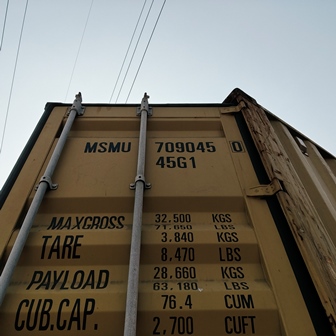 MSMU 709045 0
45G1
MAXGROSS 32.500 KGS
71.650 LBS
TARE 3.840 KGS
8.470 LBS
PAYLOAD 28.660 KGS
63.180 LBS
CUB.CAP. 76.4 CUM
2,700 CUFT